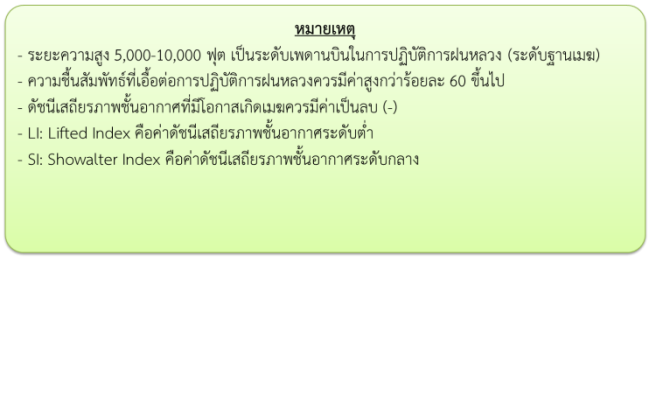 หมายเหตุ
- ระยะความสูง 5,000-10,000 ฟุต เป็นระดับเพดานบินในการปฏิบัติการฝนหลวง (ระดับฐานเมฆ)
- ความชื้นสัมพัทธ์ที่เอื้อต่อการปฏิบัติการฝนหลวงควรมีค่าสูงกว่าร้อยละ 60 ขึ้นไป
- ดัชนีเสถียรภาพชั้นอากาศที่มีโอกาสเกิดเมฆควรมีค่าเป็นลบ (-)
- LI: Lifted Index คือค่าดัชนีเสถียรภาพชั้นอากาศระดับต่ำ
- SI: Showalter Index คือค่าดัชนีเสถียรภาพชั้นอากาศระดับกลาง